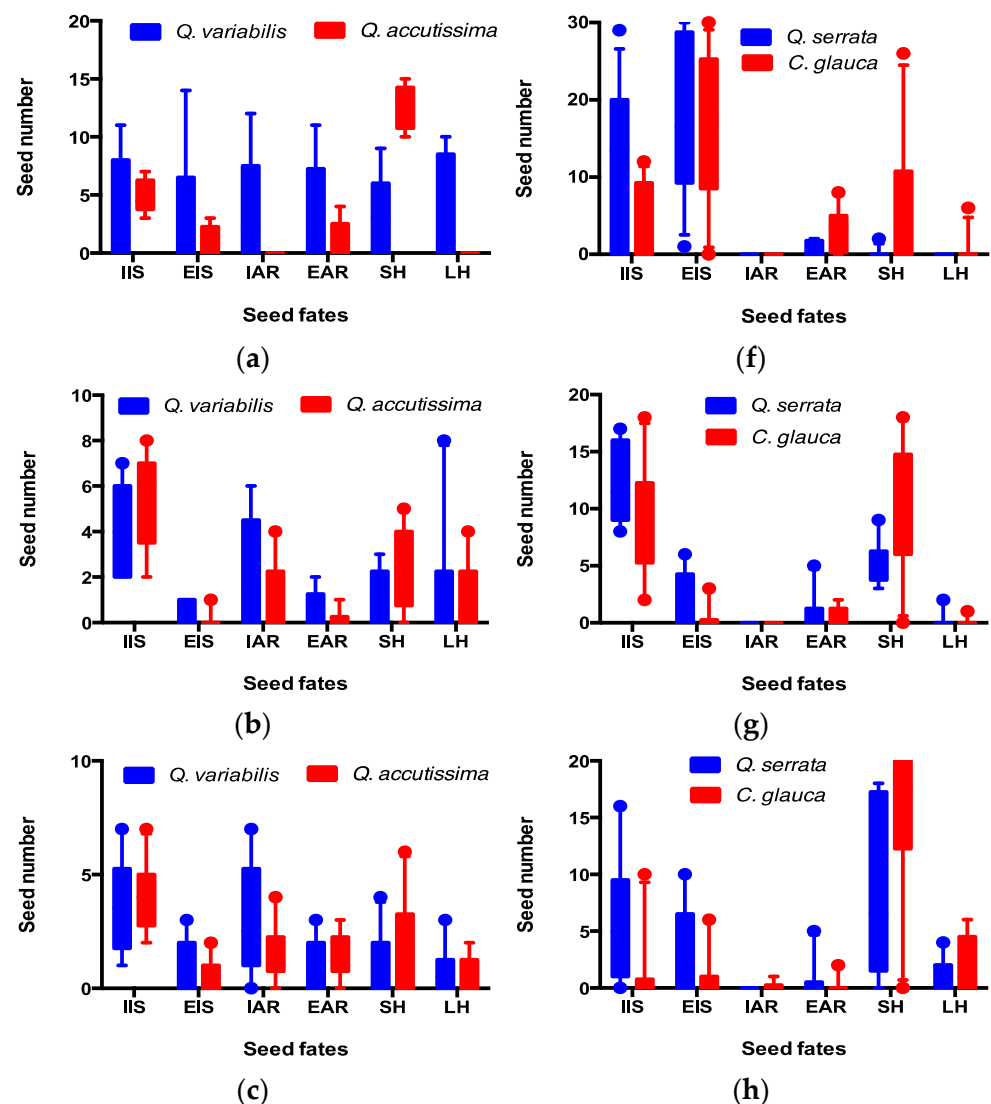 20
15
10
5
0
Seed number
Q. variabilis
Q. accutissima
IIS EIS IAR EAR SH LH
Seed fates
(a)
30
20
10
0
Seed number
Q. serrata
C. glauca
IIS EIS IAR EAR SH LH
Seed fates
(f)
10
8
6
4
2
0
Seed number
Q. variabilis
Q. accutissima
IIS EIS IAR EAR SH LH
Seed fates
(b)
20
15
10
5
0
Seed number
Q. serrata
C. glauca
IIS EIS IAR EAR SH LH
Seed fates
(g)
10
5
0
Seed number
Q. variabilis
Q. accutissima
IIS EIS IAR EAR SH LH
Seed fates
(c)
20
15
10
5
0
Seed number
Q. serrata
C. glauca
IIS EIS IAR EAR SH LH
Seed fates
(h)